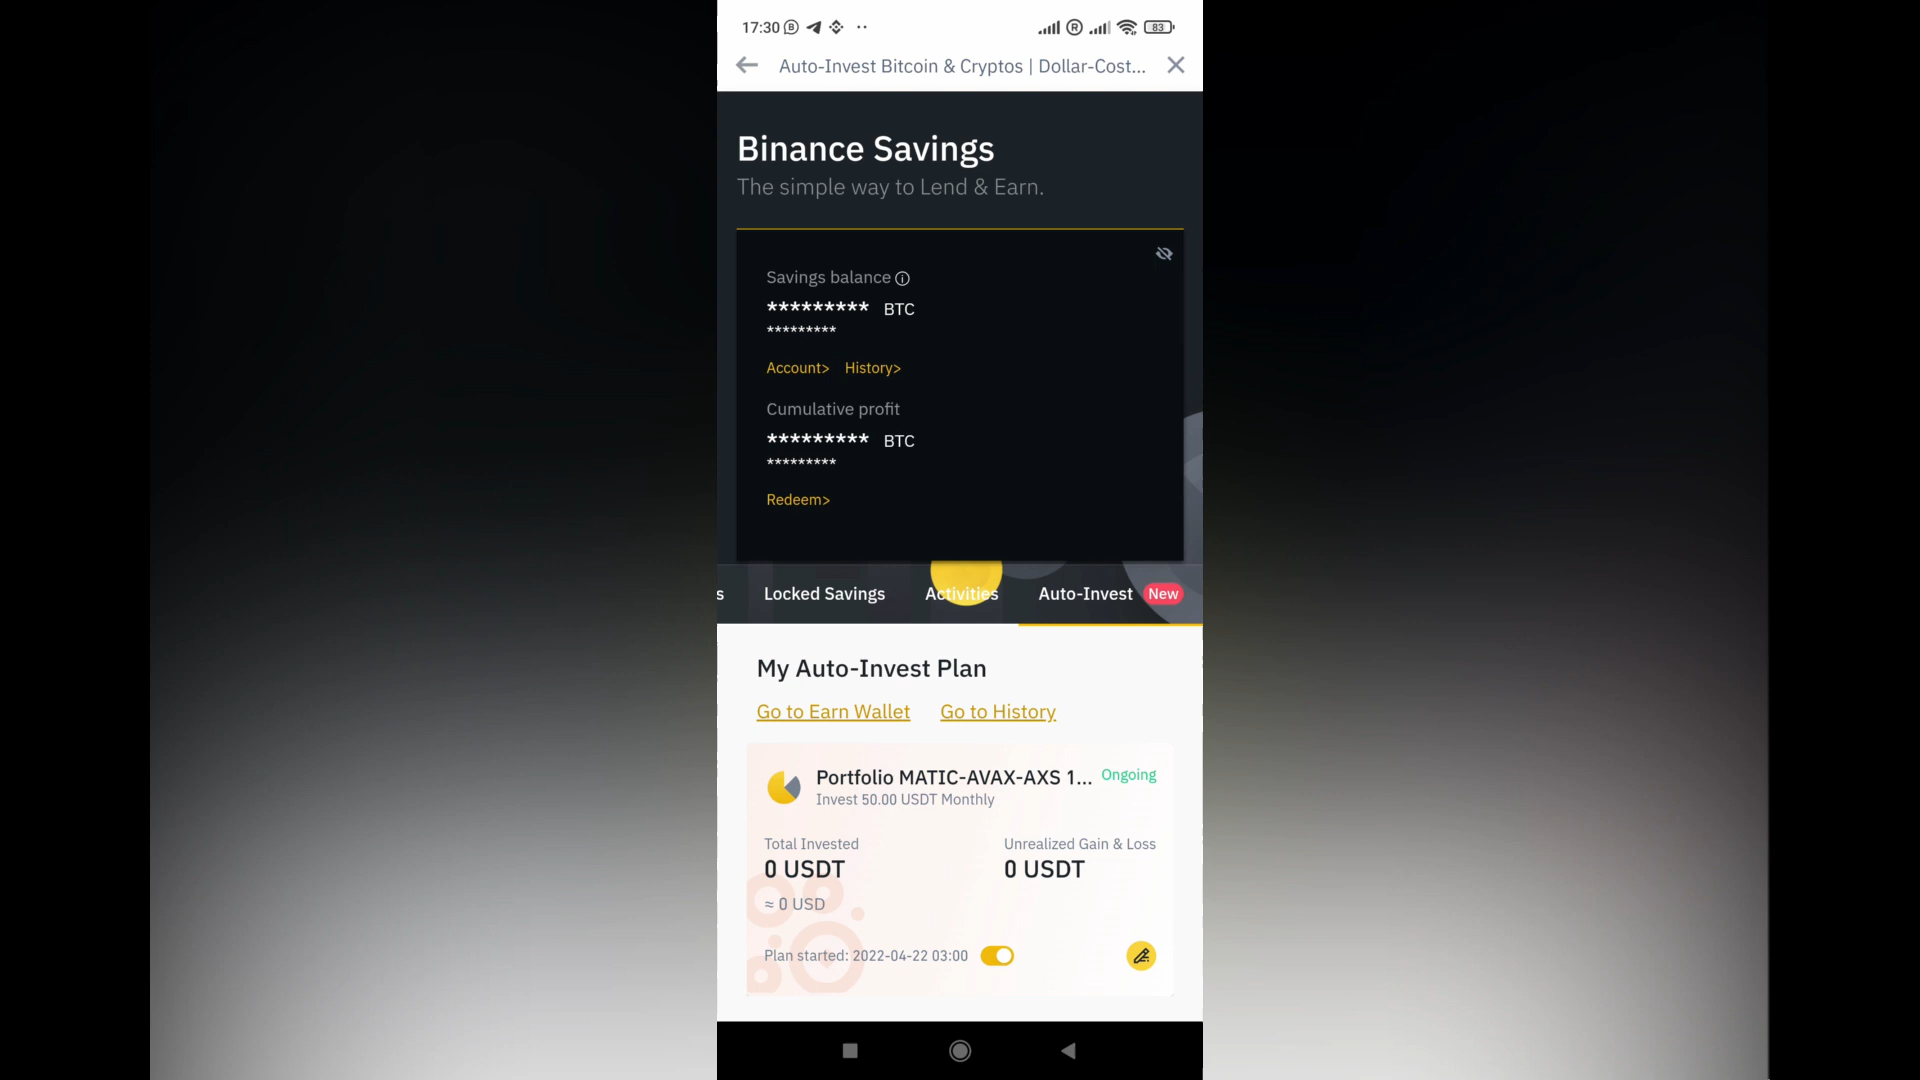 17:30
83
Auto-Invest Bitcoin & Cryptos | Dollar-Cost...
Binance Savings
The simple way to Lend & Earn.
Savings balance
********* BTC
*********
Account> History>
Cumulative profit
********* BTC
*********
Redeem>
s Locked Savings Activities Auto-Invest New
My Auto-Invest Plan
Go to Earn Wallet Go to History
Portfolio MATIC-AVAX-AXS 1... Ongoing
Invest 50.00 USDT Monthly
Total Invested Unrealized Gain & Loss
0 USDT 0 USDT
≈ 0 USD
Plan started: 2022-04-22 03:00